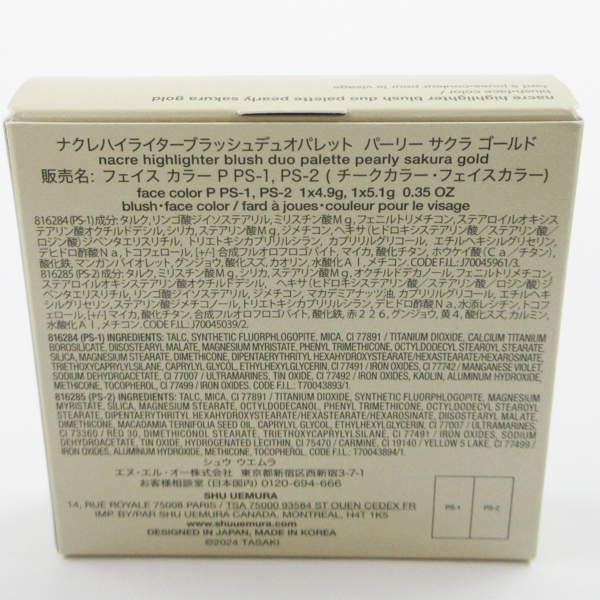 nacre highlighter blush duo palette pearly sakura gold
blush•face color /
fard à joues•couleur pour le visage
ナクレハイライターブラッシュデュオパレット パーリー サクラ ゴールド
nacre highlighter blush duo palette pearly sakura gold
販売名: フェイス カラー P PS-1, PS-2 ( チークカラー・フェイスカラー)
face color P PS-1, PS-2 1x4.9g, 1x5.1g 0.35 OZ
blush•face color / fard à joues•couleur pour le visage
816284 (PS-1)成分: タルク, リンゴ酸ジイソステアリル, ミリスチン酸Mg, フェニルトリメチコン, ステアロイルオキシス
テアリン酸オクチルドデシル, シリカ, ステアリン酸Mg, ジメチコン, ヘキサ(ヒドロキシステアリン酸／ステアリン酸／
ロジン酸)ジペンタエリスリチル, トリエトキシカプリリルシラン, カプリリルグリコール, エチルヘキシルグリセリン,
デヒドロ酢酸Na, トコフェロール, [+/-] 合成フルオロフロゴパイト, マイカ, 酸化チタン, ホウケイ酸(Ca／チタン),
酸化鉄, マンガンバイオレット, グンジョウ, 酸化スズ, カオリン, 水酸化Al, メチコン. CODE F.I.L.: J70045961/3.
816285 (PS-2)成分: タルク, ミリスチン酸Mg, シリカ, ステアリン酸Mg, オクチルドデカノール, フェニルトリメチコン,
ステアロイルオキシステアリン酸オクチルドデシル, ヘキサ(ヒドロキシステアリン酸／ステアリン酸／ロジン酸)ジ
ペンタエリスリチル, リンゴ酸ジイソステアリル, ジメチコン, マカデミアナッツ油, カプリリルグリコール, エチルヘキシ
ルグリセリン, ステアリン酸ジメチコノール, トリエトキシカプリリルシラン, デヒドロ酢酸Na, 水添レシチン, トコフェ
ロール, [+/-] マイカ, 酸化チタン, 合成フルオロフロゴパイト, 酸化鉄, 赤226, グンジョウ, 黄4, 酸化スズ, カルミン,
水酸化Al, メチコン. CODE F.I.L.: J70045039/2.
816284 (PS-1) INGREDIENTS: TALC, SYNTHETIC FLUORPHLOGOPITE, MICA, CI 77891 / TITANIUM DIOXIDE, CALCIUM TITANIUM
BOROSILICATE, DIISOSTEARYL MALATE, MAGNESIUM MYRISTATE, PHENYL TRIMETHICONE, OCTYLDODECYL STEAROYL STEARATE,
SILICA, MAGNESIUM STEARATE, DIMETHICONE, DIPENTAERYTHRITYL HEXAHYDROXYSTEARATE/HEXASTEARATE/HEXAROSINATE,
TRIETHOXYCAPRYLYLSILANE, CAPRYLYL GLYCOL, ETHYLHEXYLGLYCERIN, CI 77491 / IRON OXIDES, CI 77742 / MANGANESE VIOLET,
SODIUM DEHYDROACETATE, CI 77007 / ULTRAMARINES, TIN OXIDE, CI 77492 / IRON OXIDES, KAOLIN, ALUMINUM HYDROXIDE,
METHICONE, TOCOPHEROL, CI 77499 / IRON OXIDES. CODE F.I.L.: T70043893/1.
816285 (PS-2) INGREDIENTS: TALC, MICA, CI 77891 / TITANIUM DIOXIDE, SYNTHETIC FLUORPHLOGOPITE, MAGNESIUM
MYRISTATE, SILICA, MAGNESIUM STEARATE, OCTYLDODECANOL, PHENYL TRIMETHICONE, OCTYLDODECYL STEAROYL
STEARATE, DIPENTAERYTHRITYL HEXAHYDROXYSTEARATE/HEXASTEARATE/HEXAROSINATE, DIISOSTEARYL MALATE,
DIMETHICONE, MACADAMIA TERNIFOLIA SEED OIL, CAPRYLYL GLYCOL, ETHYLHEXYLGLYCERIN, CI 77007 / ULTRAMARINES,
CI 73360 / RED 30, DIMETHICONOL STEARATE, TRIETHOXYCAPRYLYLSILANE, CI 77491 / IRON OXIDES, SODIUM
DEHYDROACETATE, TIN OXIDE, HYDROGENATED LECITHIN, CI 75470 / CARMINE, CI 19140 / YELLOW 5 LAKE, CI 77499 /
IRON OXIDES, ALUMINUM HYDROXIDE, METHICONE, TOCOPHEROL. CODE F.I.L.: T70043894/1.
シュウ ウエムラ
エヌ・エル・オー株式会社 東京都新宿区西新宿3-7-1
お客様相談室 (日本国内) 0120-694-666
SHU UEMURA
14, RUE ROYALE 75008 PARIS / TSA 75000 93584 ST OUEN CEDEX FR
IMP. BY/PAR SHU UEMURA CANADA, MONTREAL, H4T 1K5
www.shuuemura.com
DESIGNED IN JAPAN, MADE IN KOREA
©2024 TASAKI
PS-1 PS-2